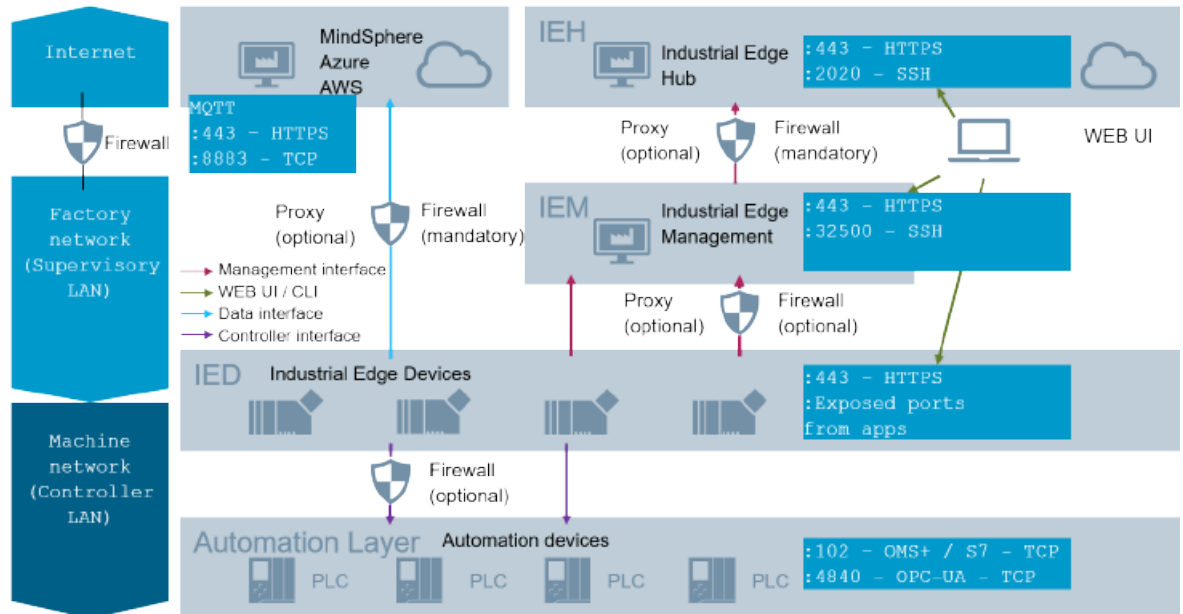 Internet
Firewall
Factory
network
(Supervisory
LAN)
Machine
network
(Controller
LAN)
MindSphere
Azure
AWS
MQTT
:443 – HTTPS
:8883 – TCP
Proxy
(optional)
Firewall
(mandatory)
Management interface
WEB UI / CLI
Data interface
Controller interface
IEH
Industrial Edge
Hub
:443 – HTTPS
:2020 – SSH
WEB UI
Proxy
(optional)
Firewall
(mandatory)
IEM
Industrial Edge
Management
:443 – HTTPS
:32500 – SSH
Proxy
(optional)
Firewall
(optional)
IED
Industrial Edge Devices
:443 – HTTPS
:Exposed ports
from apps
Firewall
(optional)
Automation Layer
Automation devices
PLC
PLC
PLC
PLC
:102 – OMS+ / S7 – TCP
:4840 – OPC-UA – TCP